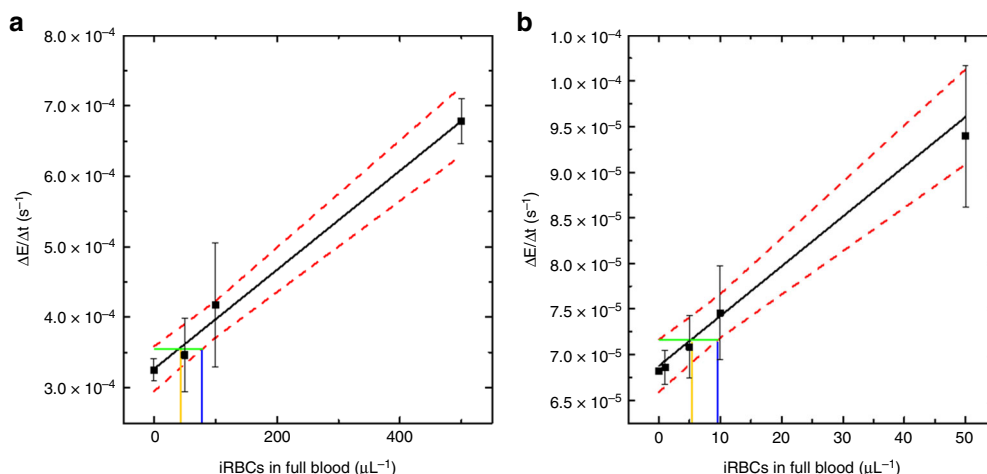 a
8.0 × 10⁻⁴
7.0 × 10⁻⁴
6.0 × 10⁻⁴
5.0 × 10⁻⁴
4.0 × 10⁻⁴
3.0 × 10⁻⁴
ΔE/Δt (s⁻¹)
0 200 400
iRBCs in full blood (μL⁻¹)
b
1.0 × 10⁻⁴
1.0 × 10⁻⁴
9.5 × 10⁻⁵
9.0 × 10⁻⁵
8.5 × 10⁻⁵
8.0 × 10⁻⁵
7.5 × 10⁻⁵
7.0 × 10⁻⁵
6.5 × 10⁻⁵
ΔE/Δt (s⁻¹)
0 10 20 30 40 50
iRBCs in full blood (μL⁻¹)